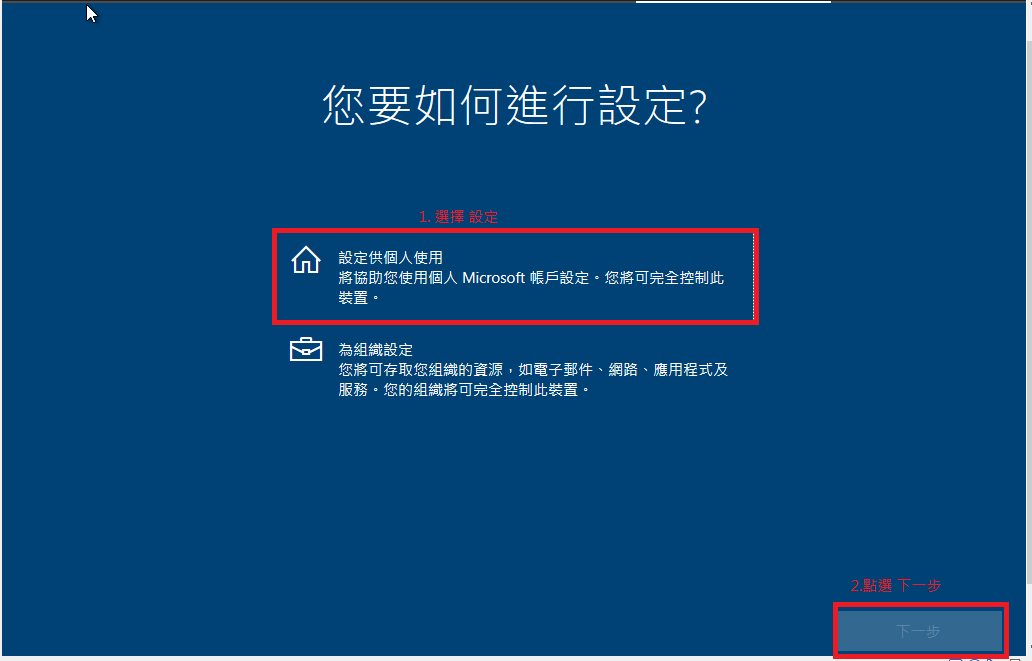 您要如何進行設定?
1. 選擇 設定
設定供個人使用
將協助您使用個人 Microsoft 帳戶設定。您將可完全控制此
裝置。
為組織設定
您將可存取您組織的資源，如電子郵件、網路、應用程式及
服務。您的組織將可完全控制此裝置。
2.點選 下一步
下一步